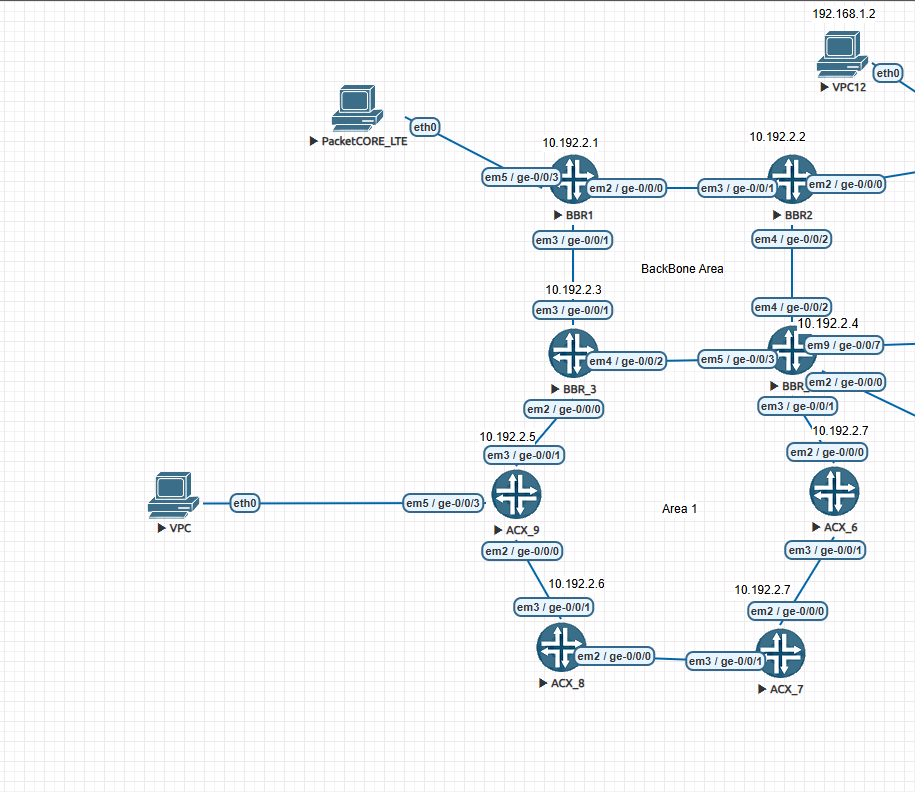 192.168.1.2
eth0
VPC12
eth0
PacketCORE_LTE
10.192.2.1
10.192.2.2
em5 / ge-0/0/3
em2 / ge-0/0/0
em3 / ge-0/0/1
em2 / ge-0/0/0
BBR1
BBR2
em3 / ge-0/0/1
em4 / ge-0/0/2
BackBone Area
10.192.2.3
em3 / ge-0/0/1
em4 / ge-0/0/2
10.192.2.4
em9 / ge-0/0/7
em4 / ge-0/0/2
em5 / ge-0/0/3
BBR_3
BBR_
em2 / ge-0/0/0
em2 / ge-0/0/0
em3 / ge-0/0/1
10.192.2.5
10.192.2.7
em3 / ge-0/0/1
em2 / ge-0/0/0
eth0
em5 / ge-0/0/3
VPC
ACX_9
Area 1
ACX_6
em2 / ge-0/0/0
em3 / ge-0/0/1
10.192.2.6
10.192.2.7
em3 / ge-0/0/1
em2 / ge-0/0/0
em2 / ge-0/0/0
em3 / ge-0/0/1
ACX_8
ACX_7